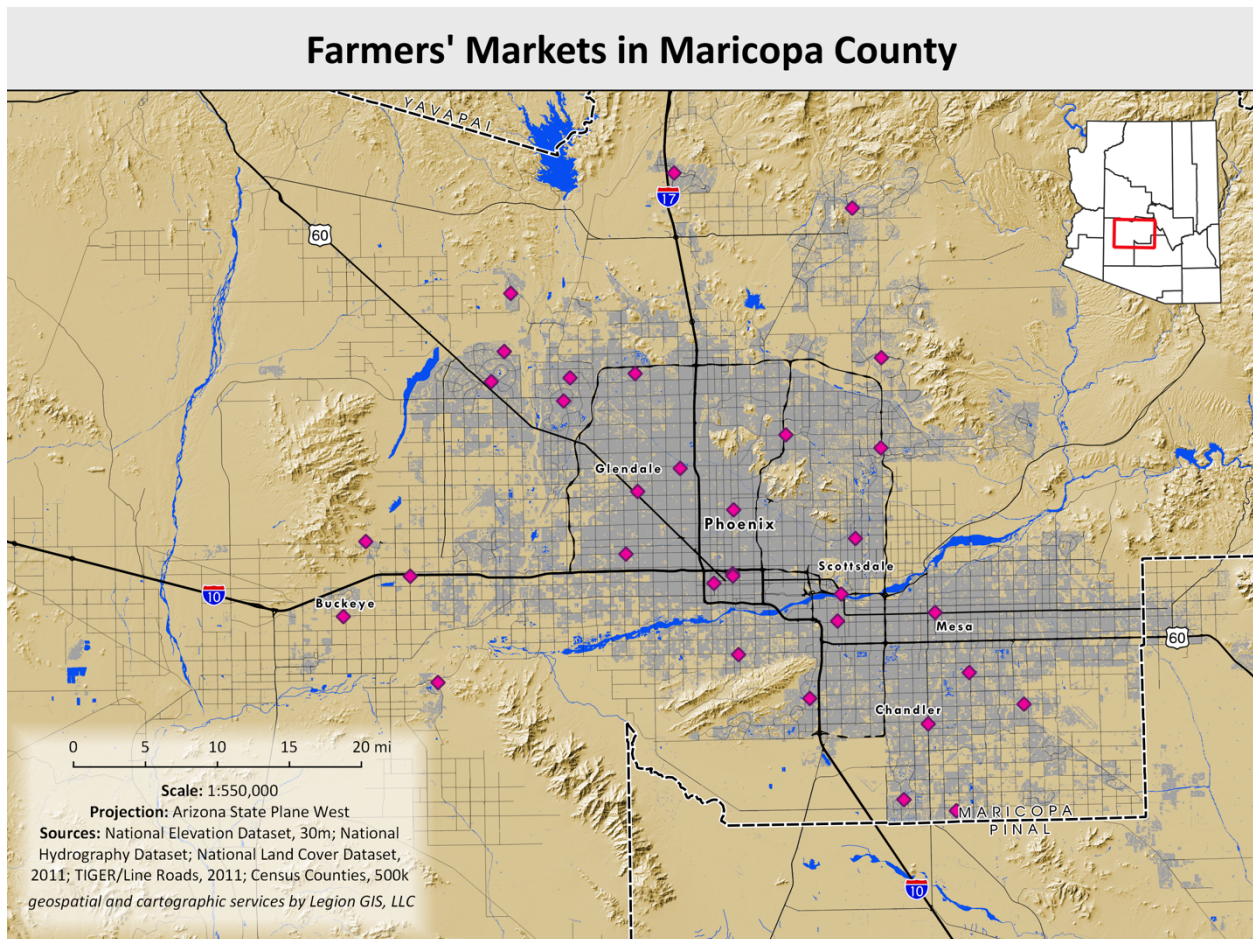 Farmers' Markets in Maricopa County
YAVAPAI
17
60
Glendale
Phoenix
Scottsdale
10
Buckeye
Mesa
60
Chandler
0 5 10 15 20 mi
Scale: 1:550,000
Projection: Arizona State Plane West
Sources: National Elevation Dataset, 30m; National
Hydrography Dataset; National Land Cover Dataset,
2011; TIGER/Line Roads, 2011; Census Counties, 500k
geospatial and cartographic services by Legion GIS, LLC
MARICOPA
PINAL
10